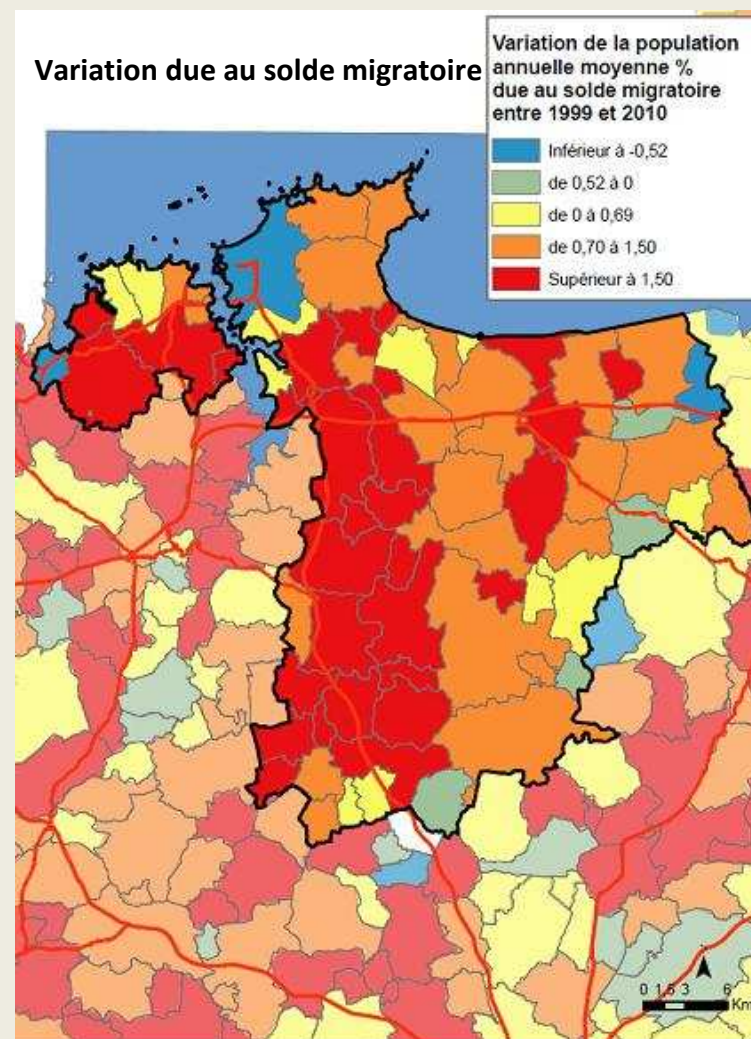 Variation due au solde migratoire
Variation de la population
annuelle moyenne %
due au solde migratoire
entre 1999 et 2010
Inférieur à -0,52
de 0,52 à 0
de 0 à 0,69
de 0,70 à 1,50
Supérieur à 1,50
0 1,5 3 6
Km